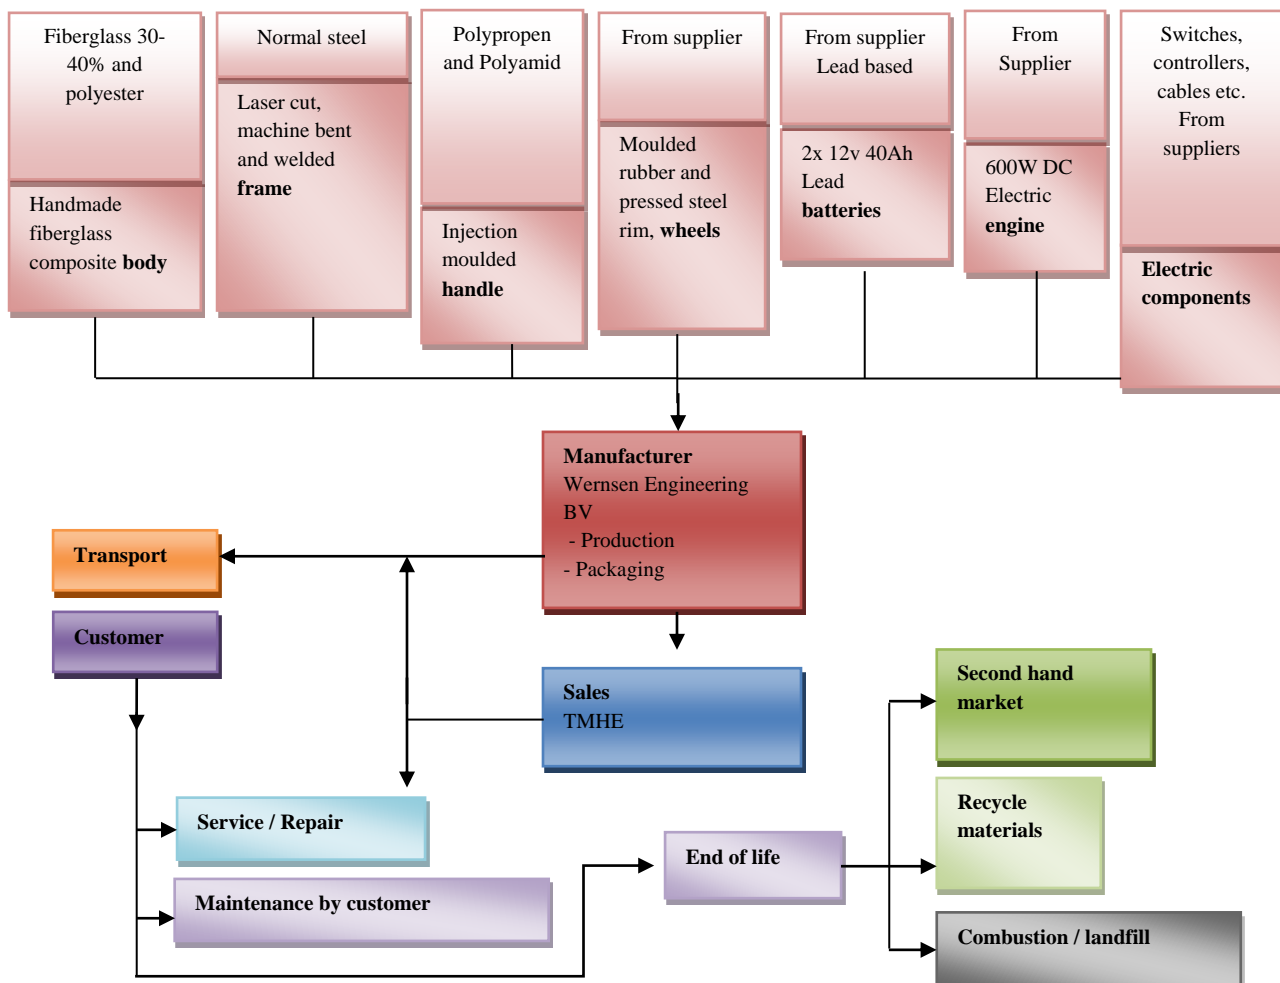 Fiberglass 30-
40% and
polyester
Handmade
fiberglass
composite body
Normal steel
Laser cut,
machine bent
and welded
frame
Polypropen
and Polyamid
Injection
moulded
handle
From supplier
Moulded
rubber and
pressed steel
rim, wheels
From supplier
Lead based
2x 12v 40Ah
Lead
batteries
From
Supplier
600W DC
Electric
engine
Switches,
controllers,
cables etc.
From
suppliers
Electric
components
Manufacturer
Wernsen Engineering
BV
- Production
- Packaging
Transport
Customer
Sales
TMHE
Second hand
market
Service / Repair
Recycle
materials
End of life
Maintenance by customer
Combustion / landfill